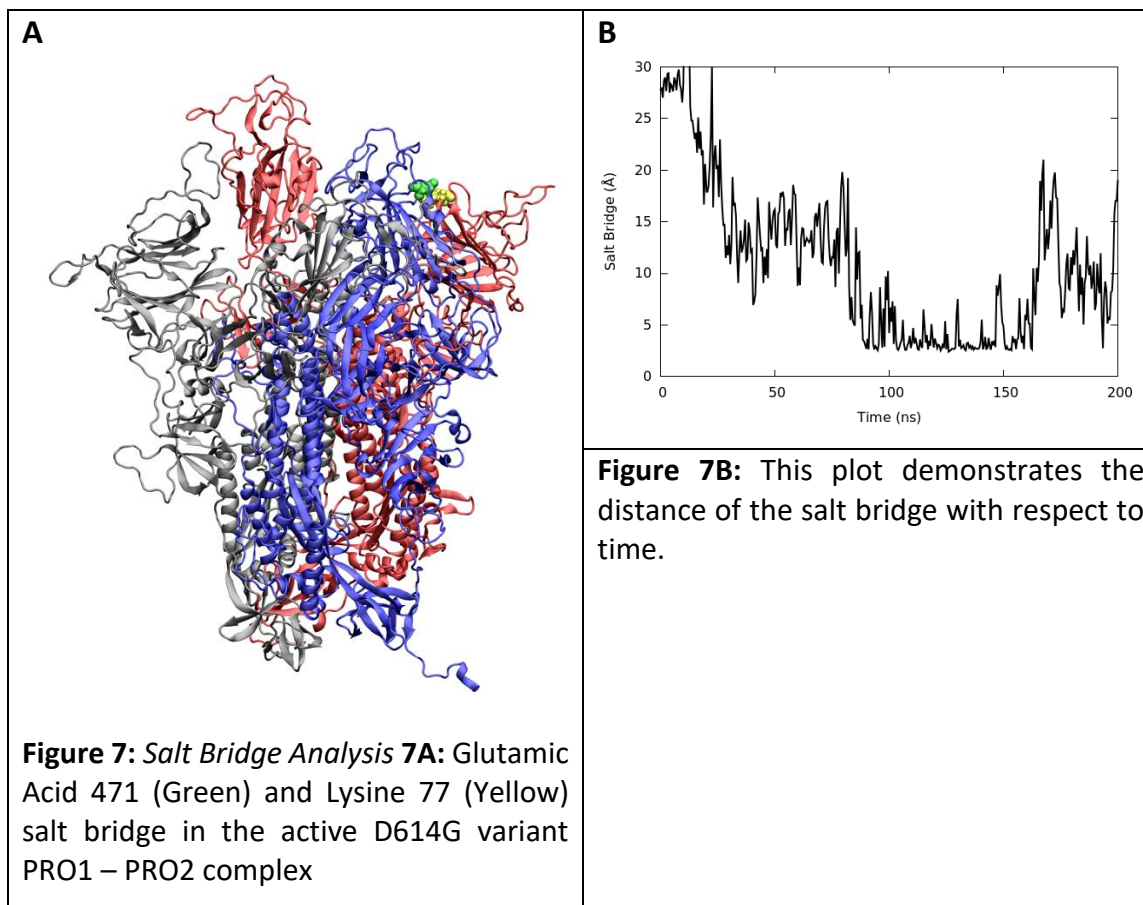 A
B
30
25
20
15
10
5
0
Salt Bridge (Å)
0 50 100 150 200
Time (ns)
Figure 7: Salt Bridge Analysis 7A: Glutamic
Acid 471 (Green) and Lysine 77 (Yellow)
salt bridge in the active D614G variant
PRO1 – PRO2 complex
Figure 7B: This plot demonstrates the
distance of the salt bridge with respect to
time.